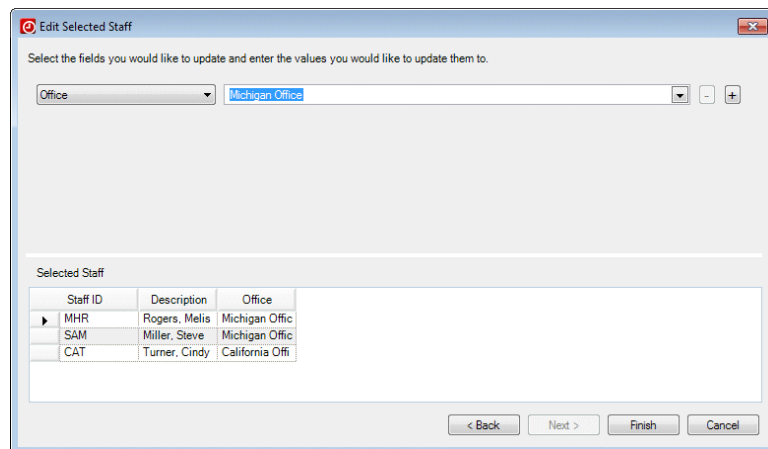 Edit Selected Staff
Select the fields you would like to update and enter the values you would like to update them to.
Office Michigan Office - +
Selected Staff
Staff ID Description Office
MHR Rogers, Melis Michigan Offic
SAM Miller, Steve Michigan Offic
CAT Turner, Cindy California Offi
< Back Next > Finish Cancel